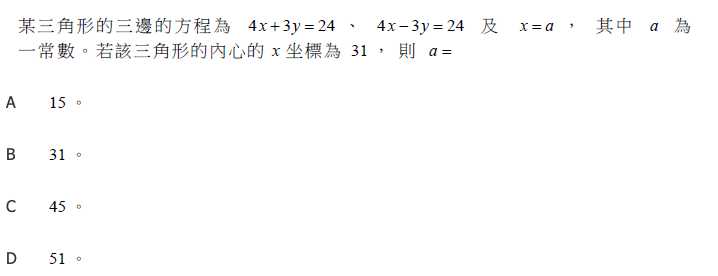 某三角形的三邊的方程為 4x+3y=24 、 4x−3y=24 及 x=a ， 其中 a 為
一常數。若該三角形的內心的 x 坐標為 31 ， 則 a =
A 15 。
B 31 。
C 45 。
D 51 。